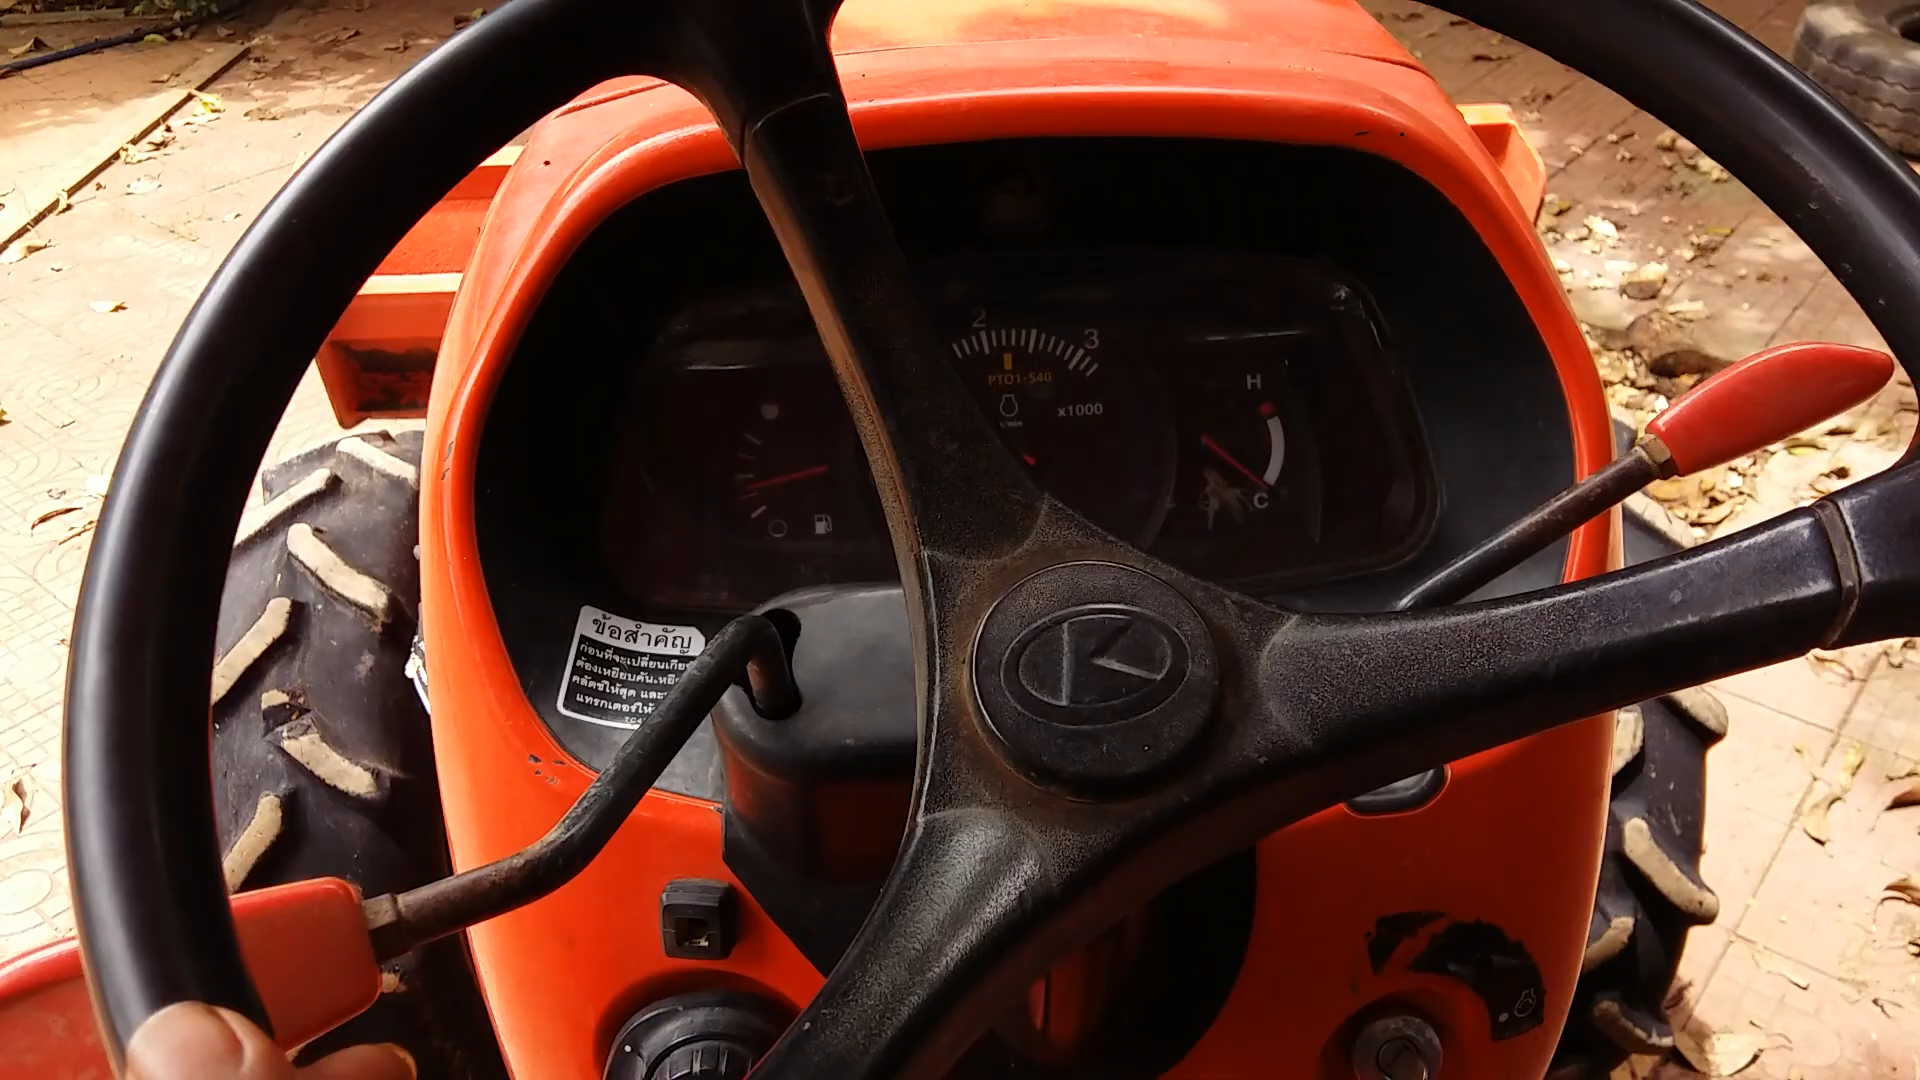 2
3
PTO1-540
x1000
H
C
ข้อสำคัญ
ก่อนที่จะเปลี่ยนเกีย
ต้องเหยียบคันเหยี
คลัตช์ให้สุด และ
แทรกเตอร์ให้